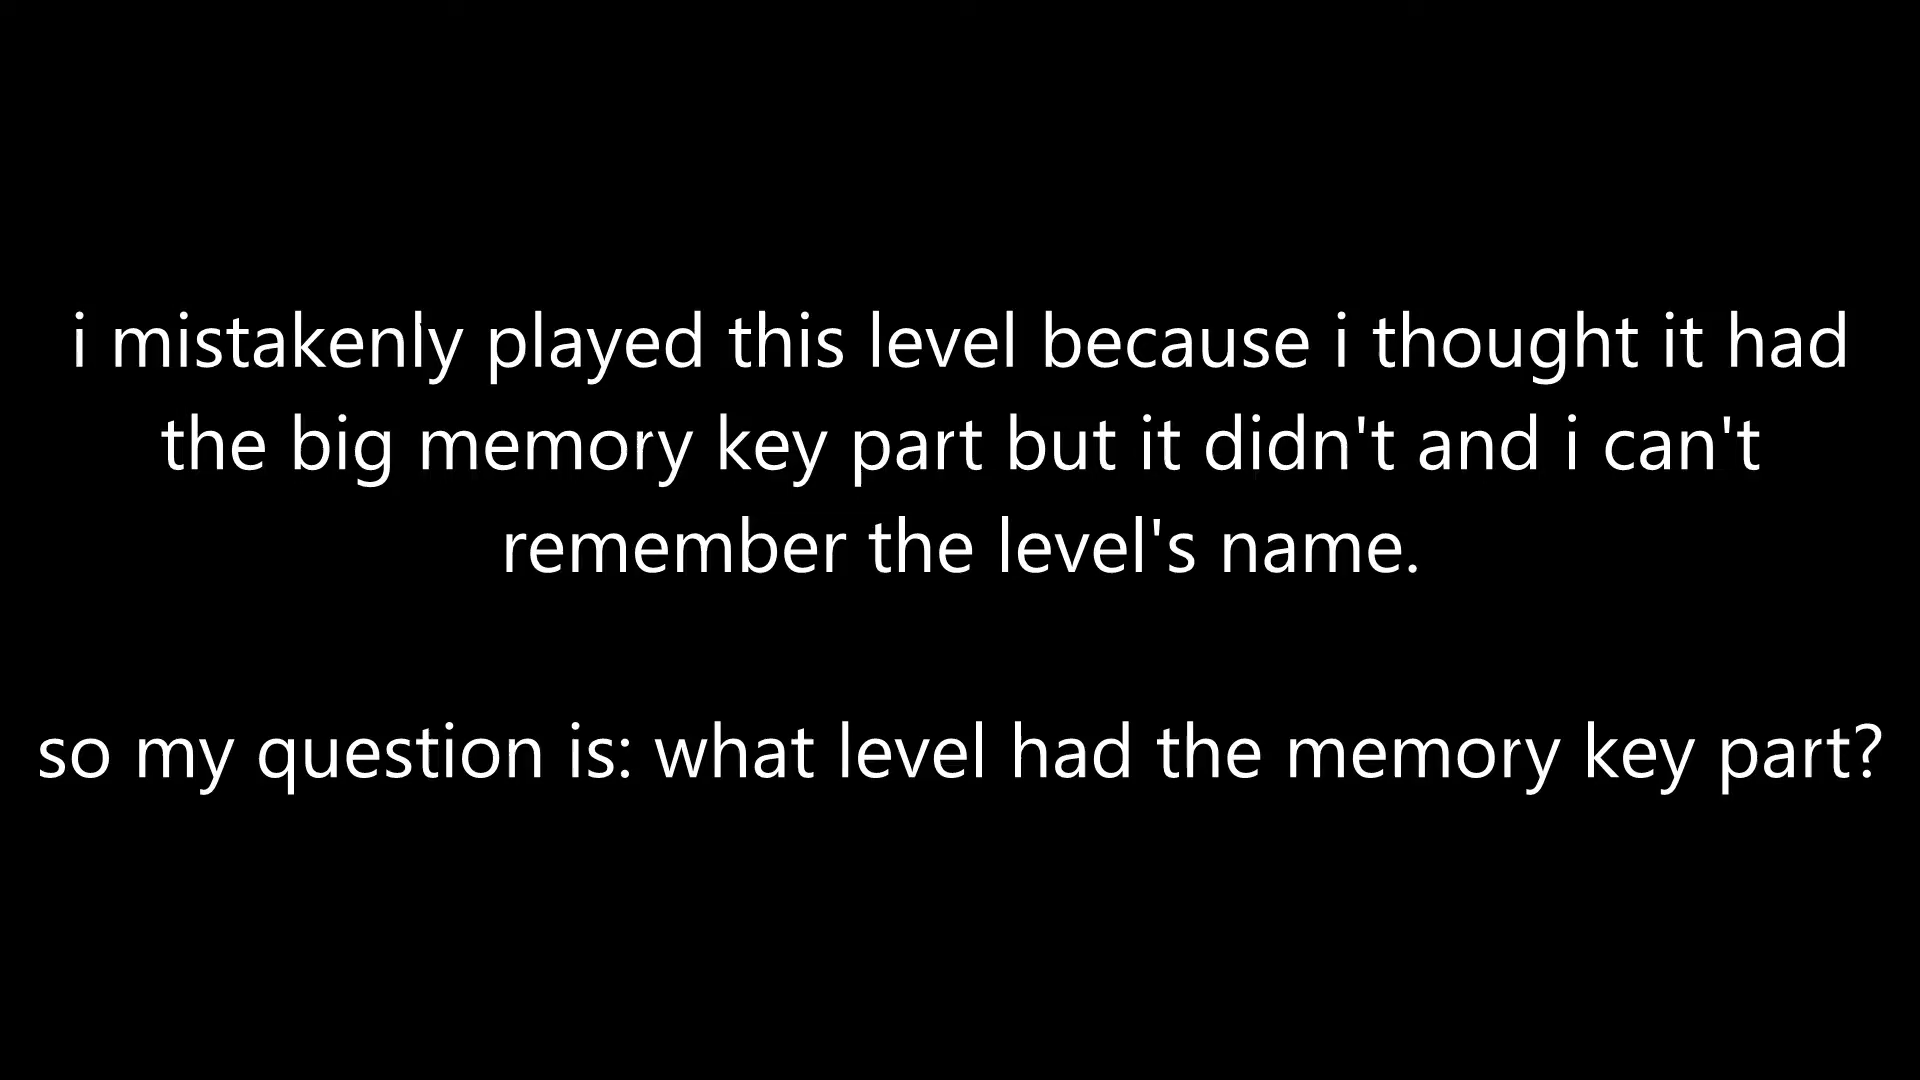 i mistakenly played this level because i thought it had
the big memory key part but it didn't and i can't
remember the level's name.
so my question is: what level had the memory key part?